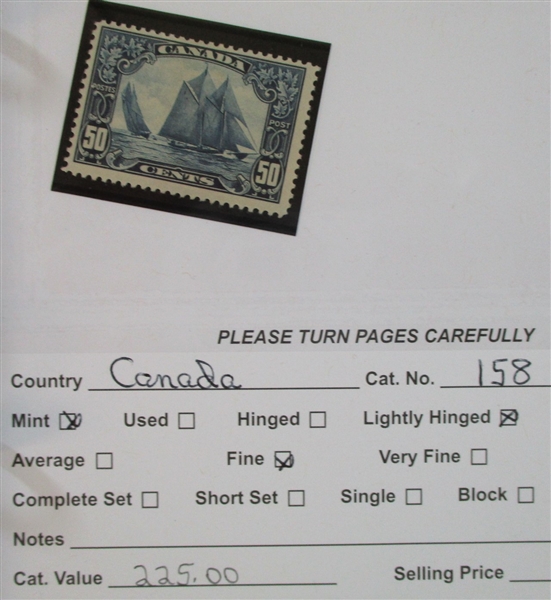 CANADA
POSTES POST
50 50
CENTS
PLEASE TURN PAGES CAREFULLY
Country Canada Cat. No. 158
Mint ☒ Used ☐ Hinged ☐ Lightly Hinged ☒
Average ☐ Fine ☒ Very Fine ☐
Complete Set ☐ Short Set ☐ Single ☐ Block ☐
Notes
Cat. Value 225.00 Selling Price